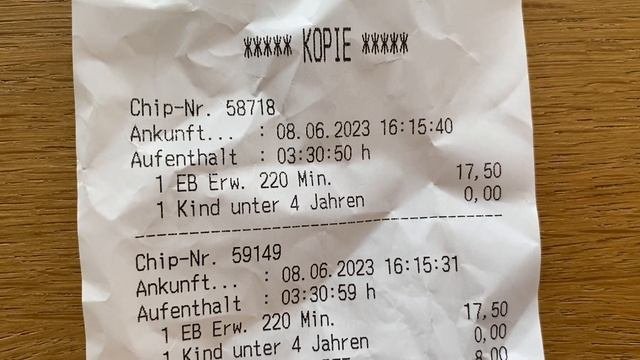 ***** KOPIE *****
Chip-Nr. 58718
Ankunft... : 08.06.2023 16:15:40
Aufenthalt : 03:30:50 h
1 EB Erw. 220 Min. 17,50
1 Kind unter 4 Jahren 0,00
--------------------------------
Chip-Nr. 59149
Ankunft... : 08.06.2023 16:15:31
Aufenthalt : 03:30:59 h
1 EB Erw. 220 Min. 17,50
1 Kind unter 4 Jahren 0,00
8,00